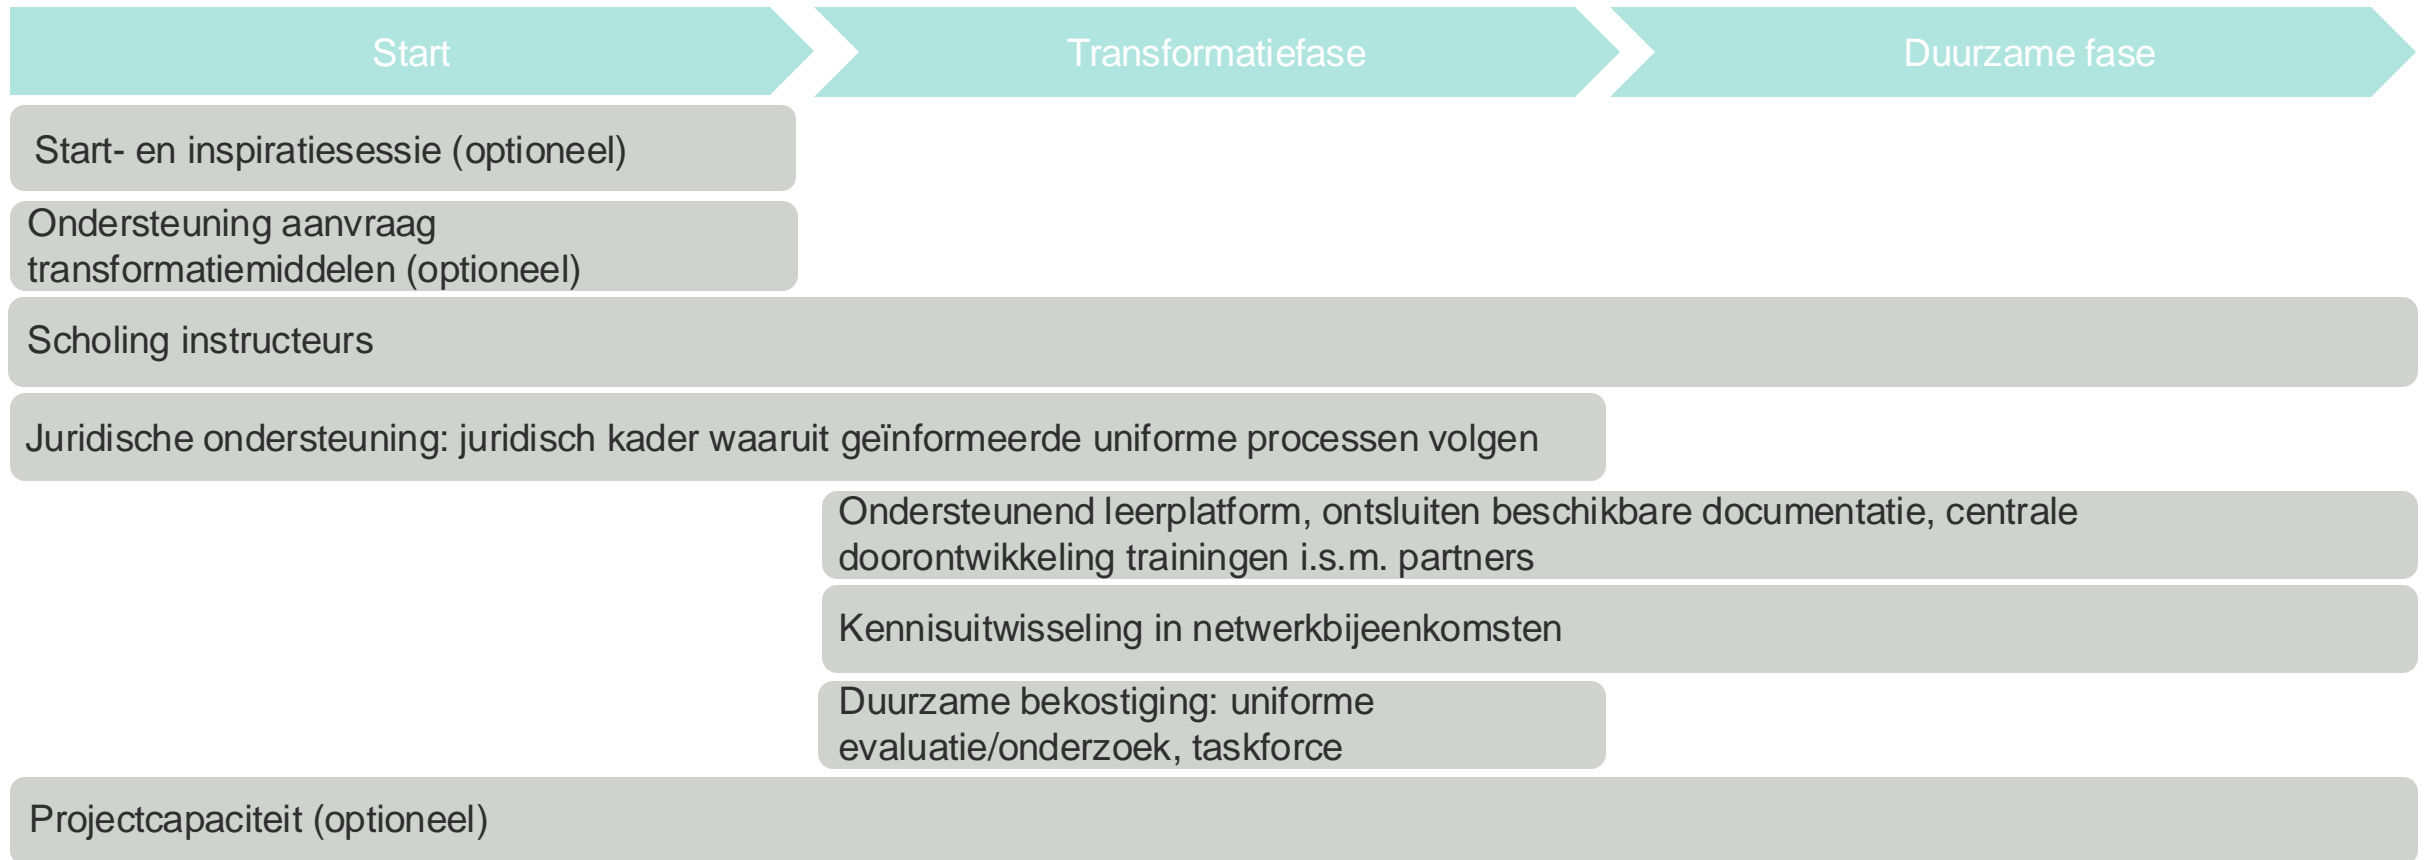 Start
Transformatiefase
Duurzame fase
Start- en inspiratiesessie (optioneel)
Ondersteuning aanvraag
transformatiemiddelen (optioneel)
Scholing instructeurs
Juridische ondersteuning: juridisch kader waaruit geïnformeerde uniforme processen volgen
Ondersteunend leerplatform, ontsluiten beschikbare documentatie, centrale
doorontwikkeling trainingen i.s.m. partners
Kennisuitwisseling in netwerkbijeenkomsten
Duurzame bekostiging: uniforme
evaluatie/onderzoek, taskforce
Projectcapaciteit (optioneel)